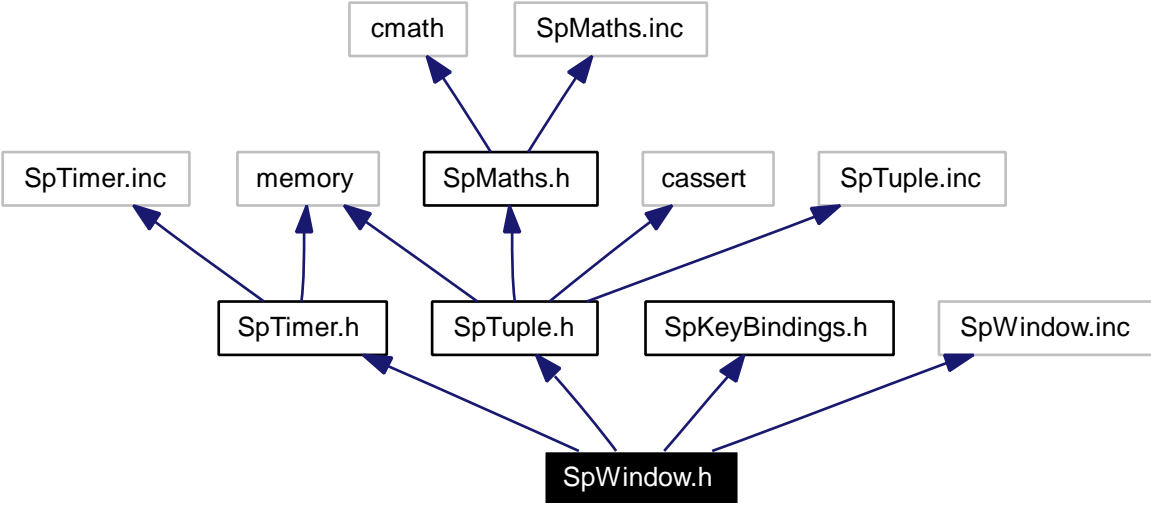 cmath
SpMaths.inc
SpTimer.inc
memory
SpMaths.h
cassert
SpTuple.inc
SpTimer.h
SpTuple.h
SpKeyBindings.h
SpWindow.inc
SpWindow.h